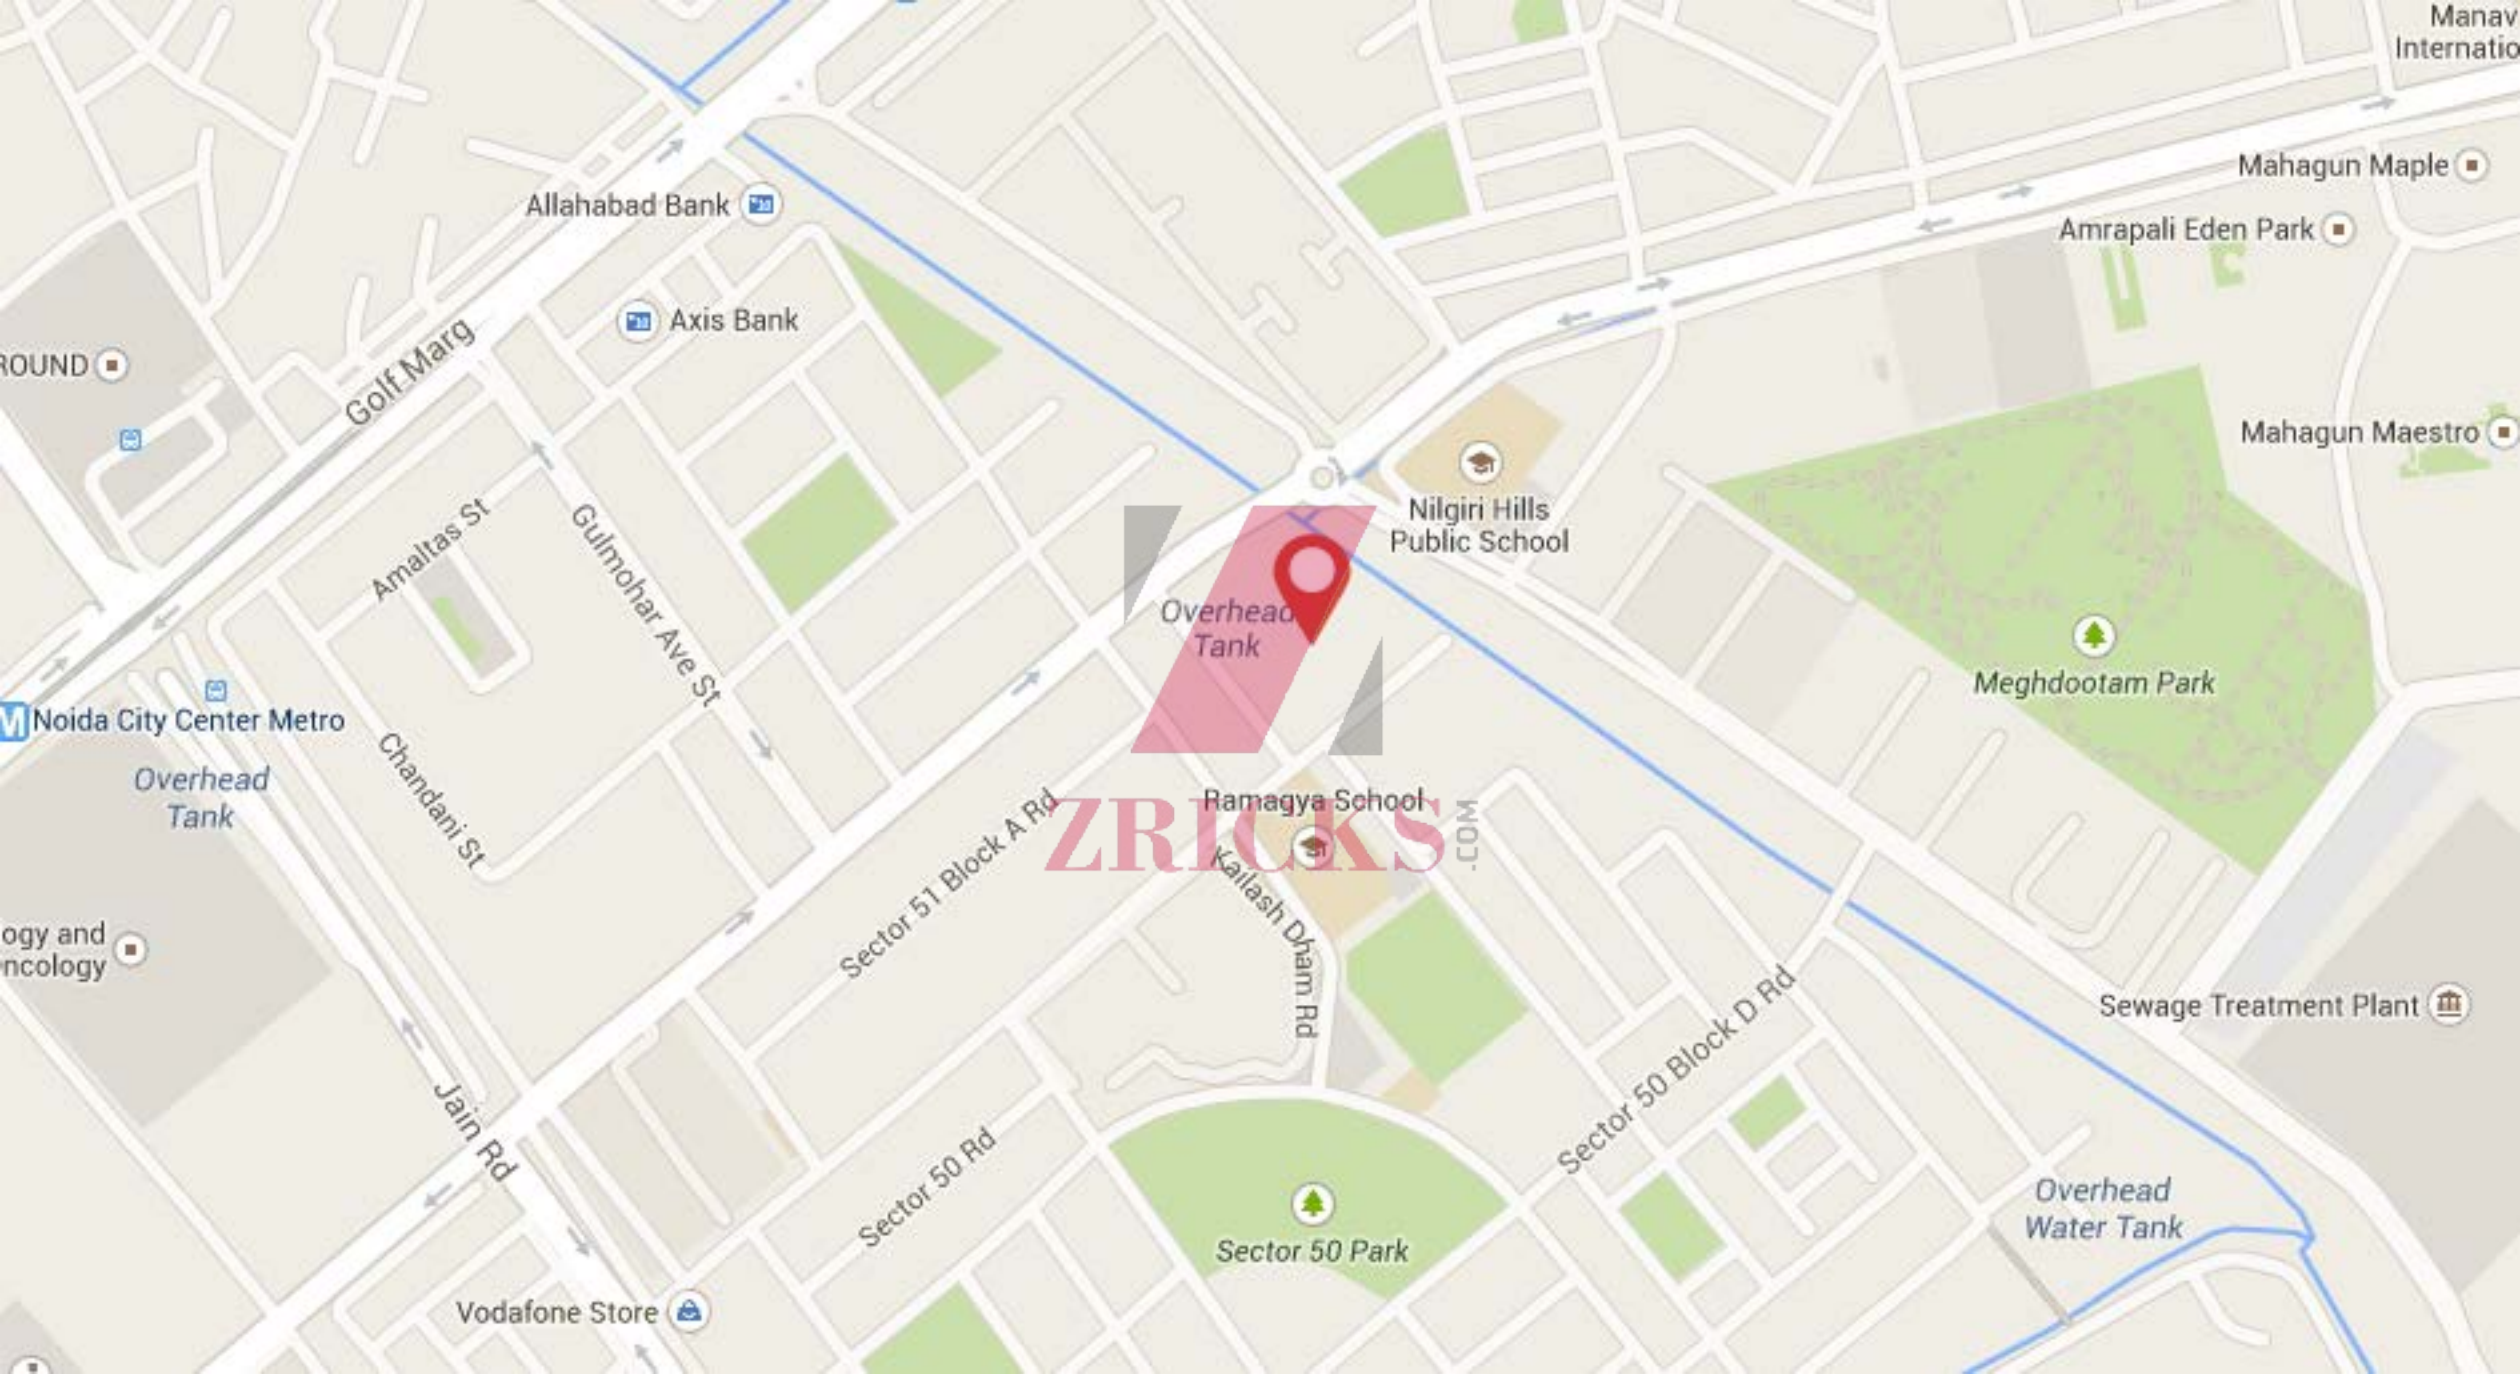 Manav
Internatio
Mahagun Maple
Allahabad Bank
Amrapali Eden Park
Axis Bank
ROUND
Golf Marg
Mahagun Maestro
Nilgiri Hills
Public School
Amaltas St
Gulmohar Ave St
Overhead
Tank
Meghdootam Park
M Noida City Center Metro
Chandani St
Overhead
Tank
Ramagya School
ZRICKS
.COM
Sector 51 Block A Rd
Kailash Dham Rd
ogy and
ncology
Sewage Treatment Plant
Sector 50 Block D Rd
Jain Rd
Sector 50 Rd
Overhead
Water Tank
Sector 50 Park
Vodafone Store